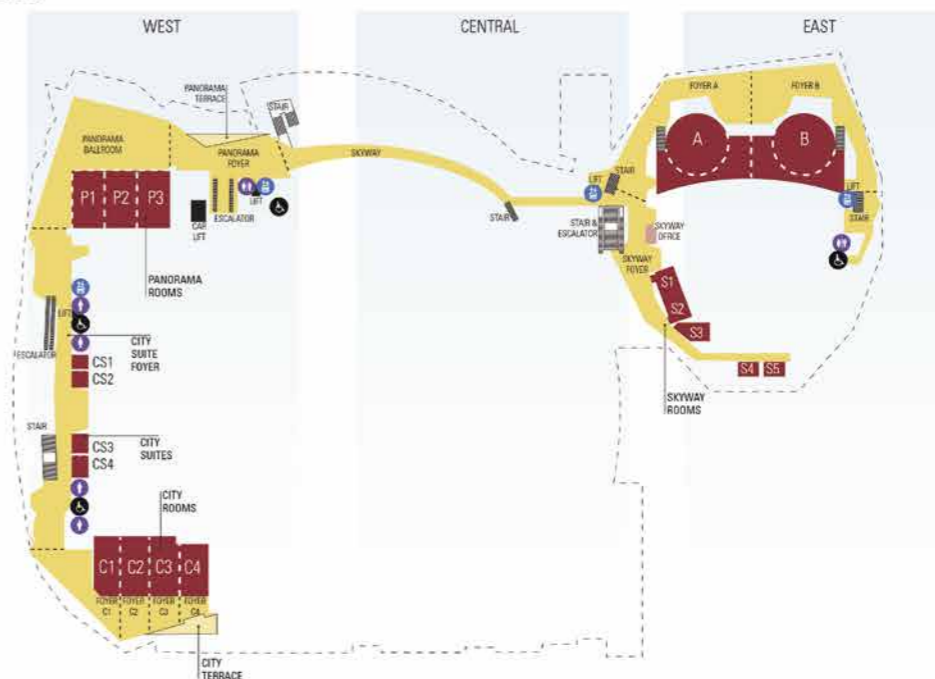 WEST
CENTRAL
EAST
PANORAMA
TERRACE
STAIR
FOYER A
FOYER B
PANORAMA
BALLROOM
PANORAMA
FOYER
SKYWAY
A
B
P1
P2
P3
LIFT
STAIR
LIFT
STAIR
LIFT
ESCALATOR
CAR
LIFT
STAIR
STAIR &
ESCALATOR
SKYWAY
OFFICE
SKYWAY
FOYER
PANORAMA
ROOMS
S1
S2
S3
S4
S5
LIFT
ESCALATOR
CITY
SUITE
FOYER
CS1
CS2
SKYWAY
ROOMS
STAIR
CS3
CS4
CITY
SUITES
CITY
ROOMS
C1
C2
C3
C4
FOYER
C1
FOYER
C2
FOYER
C3
FOYER
C4
CITY
TERRACE